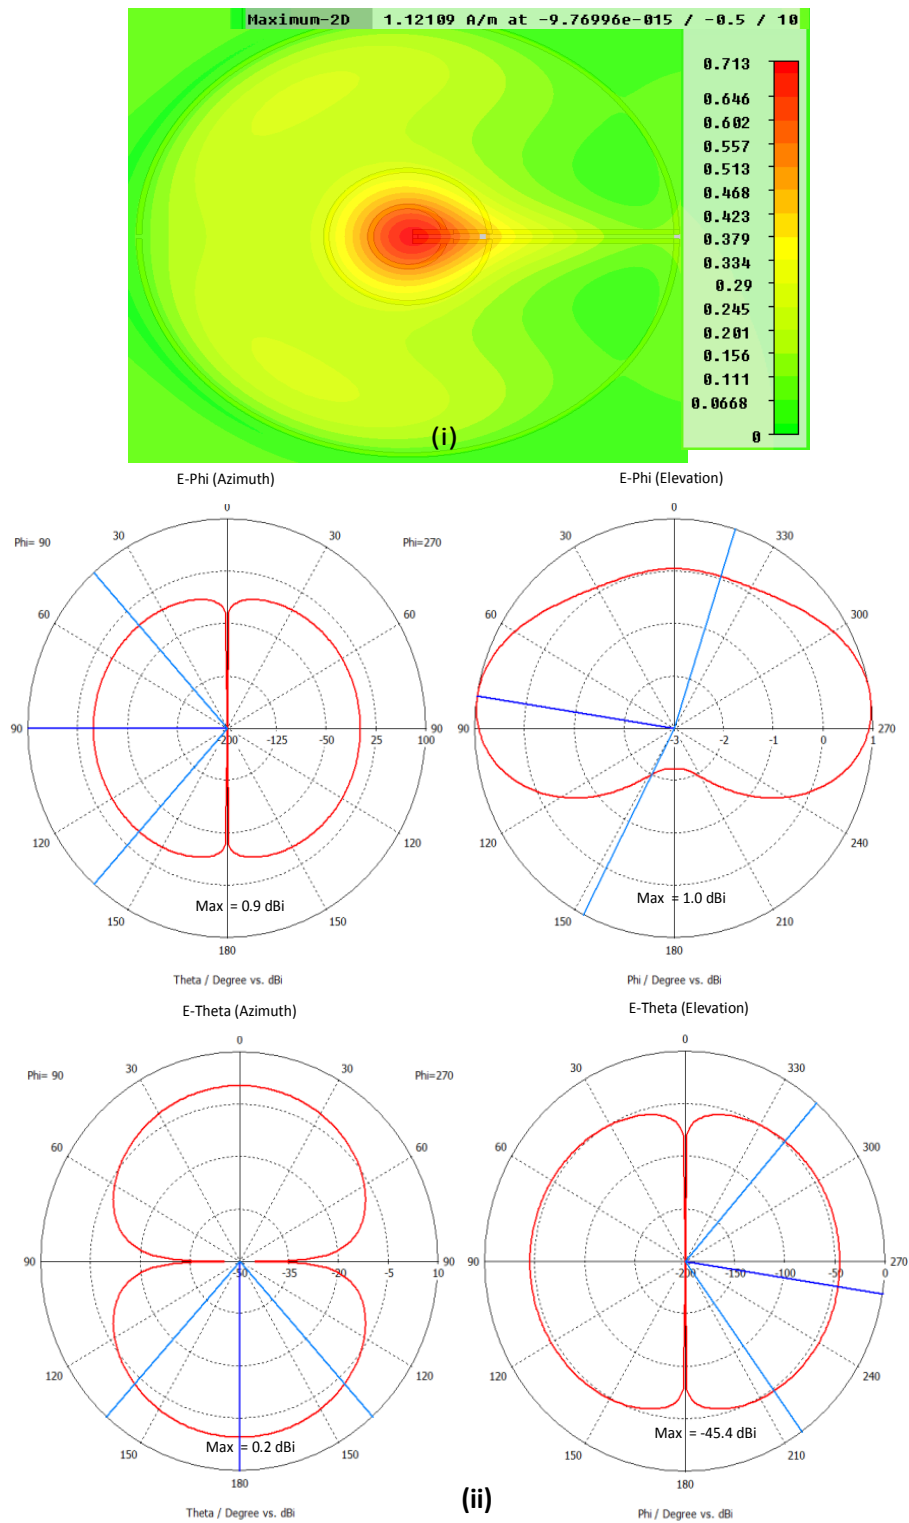 Maximum-2D 1.12109 A/m at -9.76996e-015 / -0.5 / 10
0.713
0.646
0.602
0.557
0.513
0.468
0.423
0.379
0.334
0.29
0.245
0.201
0.156
0.111
0.0668
0
(i)
E-Phi (Azimuth)
0
30 30
Phi= 90 Phi=270
60 60
90 -200 -125 -50 25 100 90
120 120
150 150
Max = 0.9 dBi
180
Theta / Degree vs. dBi
E-Phi (Elevation)
0
30 330
60 300
90 -3 -2 -1 0 1 270
120 240
150 210
Max = 1.0 dBi
180
Phi / Degree vs. dBi
E-Theta (Azimuth)
0
30 30
Phi= 90 Phi=270
60 60
90 -50 -35 -20 -5 10 90
120 120
150 150
Max = 0.2 dBi
180
Theta / Degree vs. dBi
E-Theta (Elevation)
0
30 330
60 300
90 -200 -150 -100 -50 0 270
120 240
150 210
Max = -45.4 dBi
180
Phi / Degree vs. dBi
(ii)